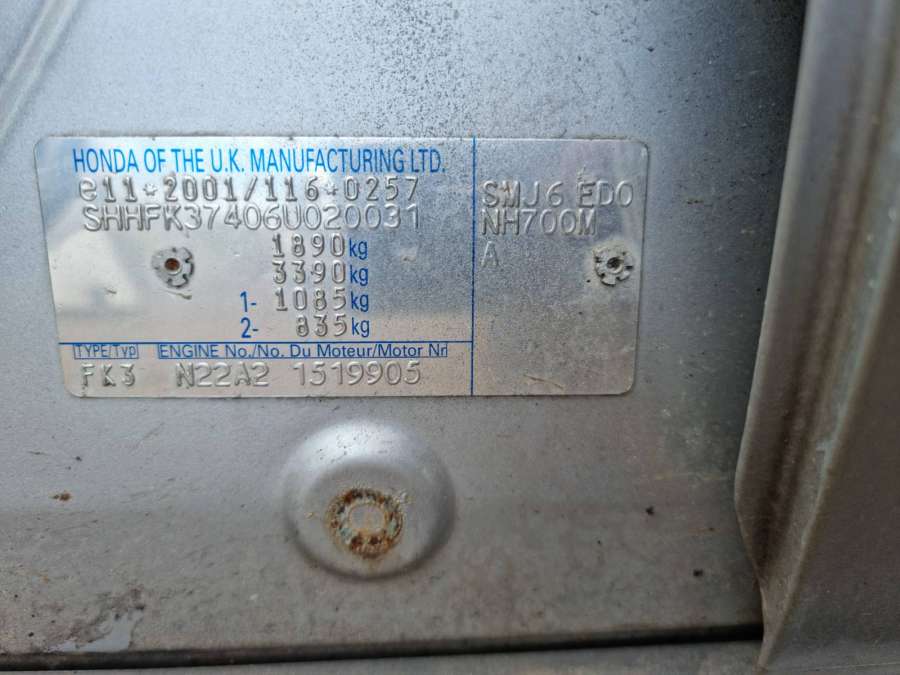 HONDA OF THE U.K. MANUFACTURING LTD.
e11*2001/116*0257
SHHFK37406U020031
1890kg
3390kg
1- 1085kg
2- 835kg
TYPE/TYP ENGINE No./No. Du Moteur/Motor Nr
FK3 N22A2 1519905
SMJ6 EDO
NH700M
A